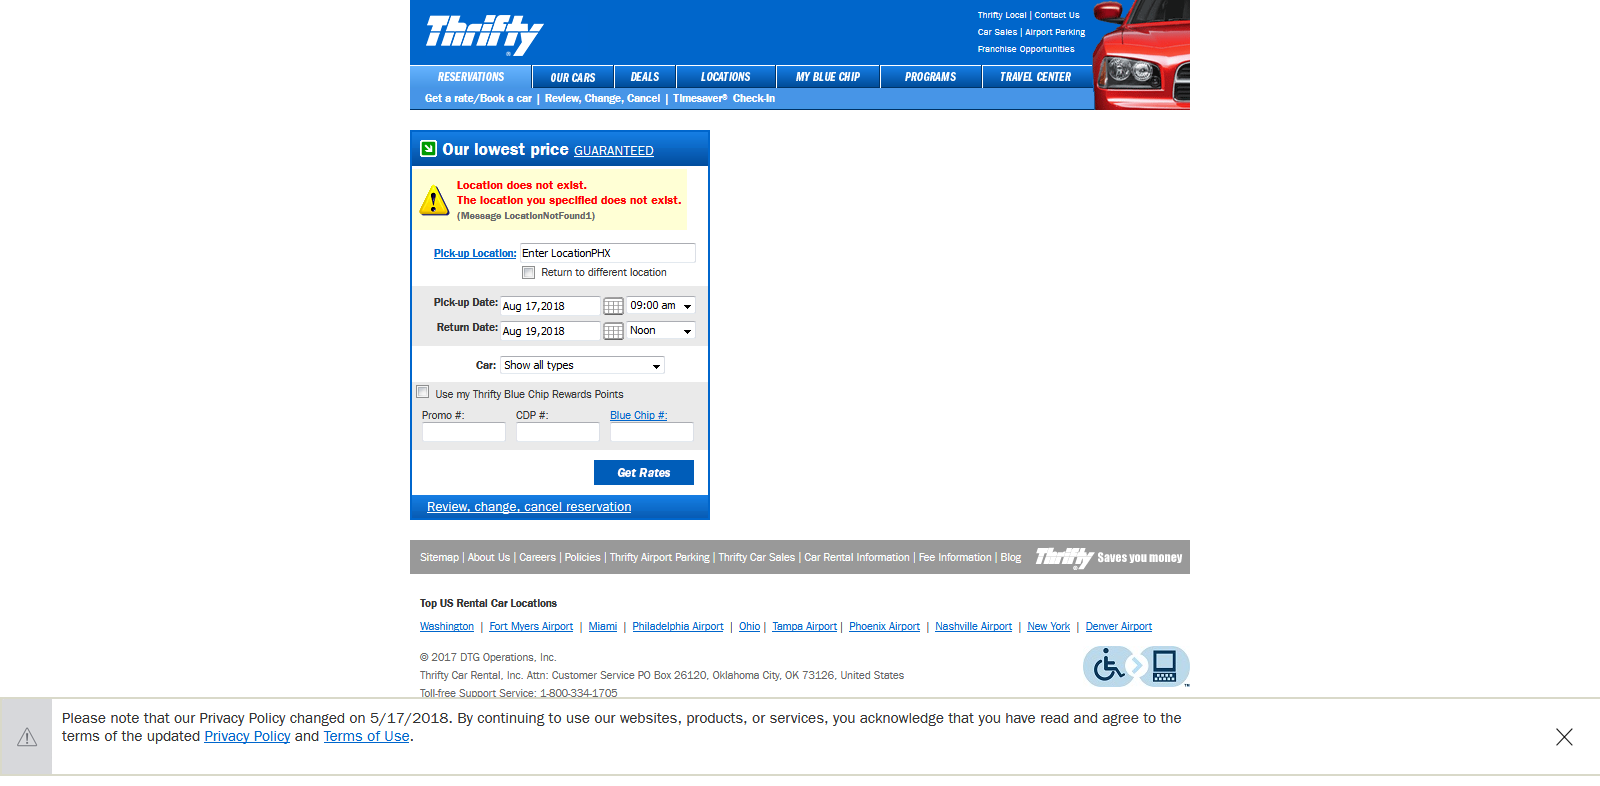 Thrifty
Thrifty Local | Contact Us
Car Sales | Airport Parking
Franchise Opportunities
RESERVATIONS
OUR CARS
DEALS
LOCATIONS
MY BLUE CHIP
PROGRAMS
TRAVEL CENTER
Get a rate/Book a car | Review, Change, Cancel | Timesaver® Check-In
Our lowest price GUARANTEED
Location does not exist.
The location you specified does not exist.
(Message LocationNotFound1)
Pick-up Location: Enter LocationPHX
Return to different location
Pick-up Date: Aug 17,2018 09:00 am
Return Date: Aug 19,2018 Noon
Car: Show all types
Use my Thrifty Blue Chip Rewards Points
Promo #: CDP #: Blue Chip #:
Get Rates
Review, change, cancel reservation
Sitemap | About Us | Careers | Policies | Thrifty Airport Parking | Thrifty Car Sales | Car Rental Information | Fee Information | Blog
Thrifty Saves you money
Top US Rental Car Locations
Washington | Fort Myers Airport | Miami | Philadelphia Airport | Ohio | Tampa Airport | Phoenix Airport | Nashville Airport | New York | Denver Airport
© 2017 DTG Operations, Inc.
Thrifty Car Rental, Inc. Attn: Customer Service PO Box 26120, Oklahoma City, OK 73126, United States
Toll-free Support Service: 1-800-334-1705
Please note that our Privacy Policy changed on 5/17/2018. By continuing to use our websites, products, or services, you acknowledge that you have read and agree to the
terms of the updated Privacy Policy and Terms of Use.